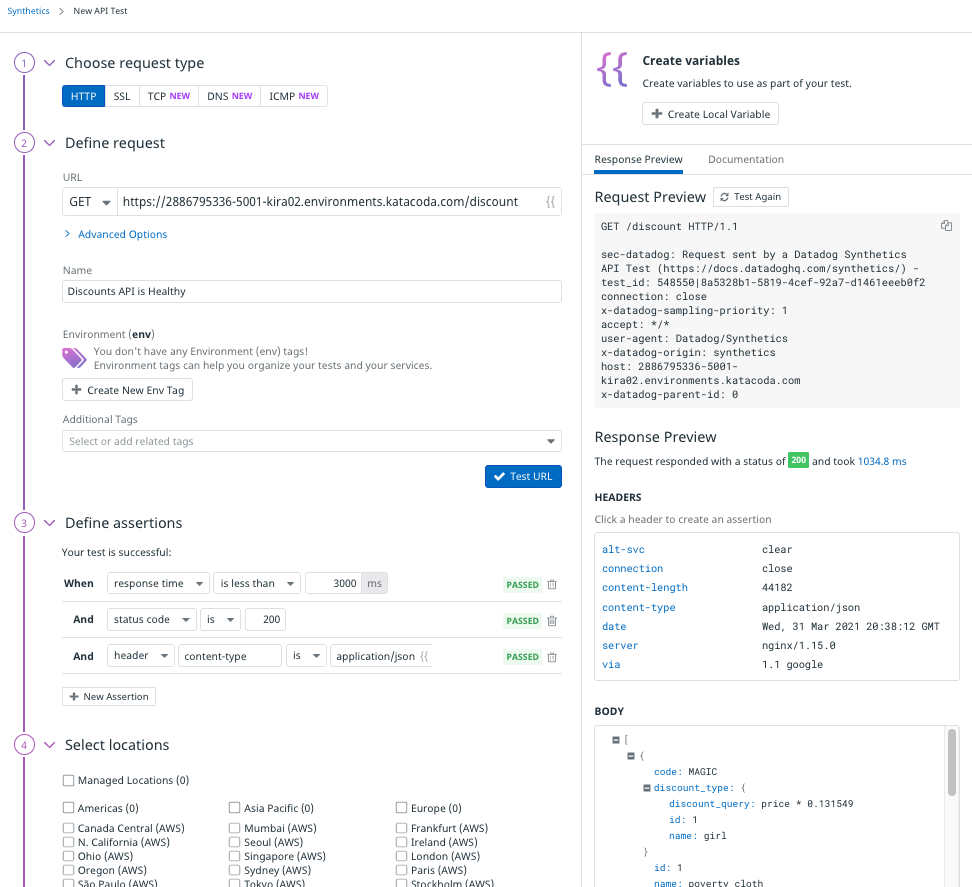 Synthetics > New API Test
1 Choose request type
HTTP SSL TCP NEW DNS NEW ICMP NEW
2 Define request
URL
GET https://2886795336-5001-kira02.environments.katacoda.com/discount {{
Advanced Options
Name
Discounts API is Healthy
Environment (env)
You don't have any Environment (env) tags!
Environment tags can help you organize your tests and your services.
Create New Env Tag
Additional Tags
Select or add related tags
Test URL
3 Define assertions
Your test is successful:
When response time is less than 3000 ms PASSED
And status code is 200 PASSED
And header content-type is application/json {{ PASSED
New Assertion
4 Select locations
Managed Locations (0)
Americas (0) Asia Pacific (0) Europe (0)
Canada Central (AWS) Mumbai (AWS) Frankfurt (AWS)
N. California (AWS) Seoul (AWS) Ireland (AWS)
Ohio (AWS) Singapore (AWS) London (AWS)
Oregon (AWS) Sydney (AWS) Paris (AWS)
São Paulo (AWS) Tokyo (AWS) Stockholm (AWS)
{{ Create variables
Create variables to use as part of your test.
Create Local Variable
Response Preview Documentation
Request Preview Test Again
GET /discount HTTP/1.1
sec-datadog: Request sent by a Datadog Synthetics
API Test (https://docs.datadoghq.com/synthetics/) -
test_id: 548550|8a5328b1-5819-4cef-92a7-d1461eeeb0f2
connection: close
x-datadog-sampling-priority: 1
accept: */*
user-agent: Datadog/Synthetics
x-datadog-origin: synthetics
host: 2886795336-5001-
kira02.environments.katacoda.com
x-datadog-parent-id: 0
Response Preview
The request responded with a status of 200 and took 1034.8 ms
HEADERS
Click a header to create an assertion
alt-svc clear
connection close
content-length 44182
content-type application/json
date Wed, 31 Mar 2021 20:38:12 GMT
server nginx/1.15.0
via 1.1 google
BODY
[
{
code: MAGIC
discount_type: {
discount_query: price * 0.131549
id: 1
name: girl
}
id: 1
name: poverty cloth